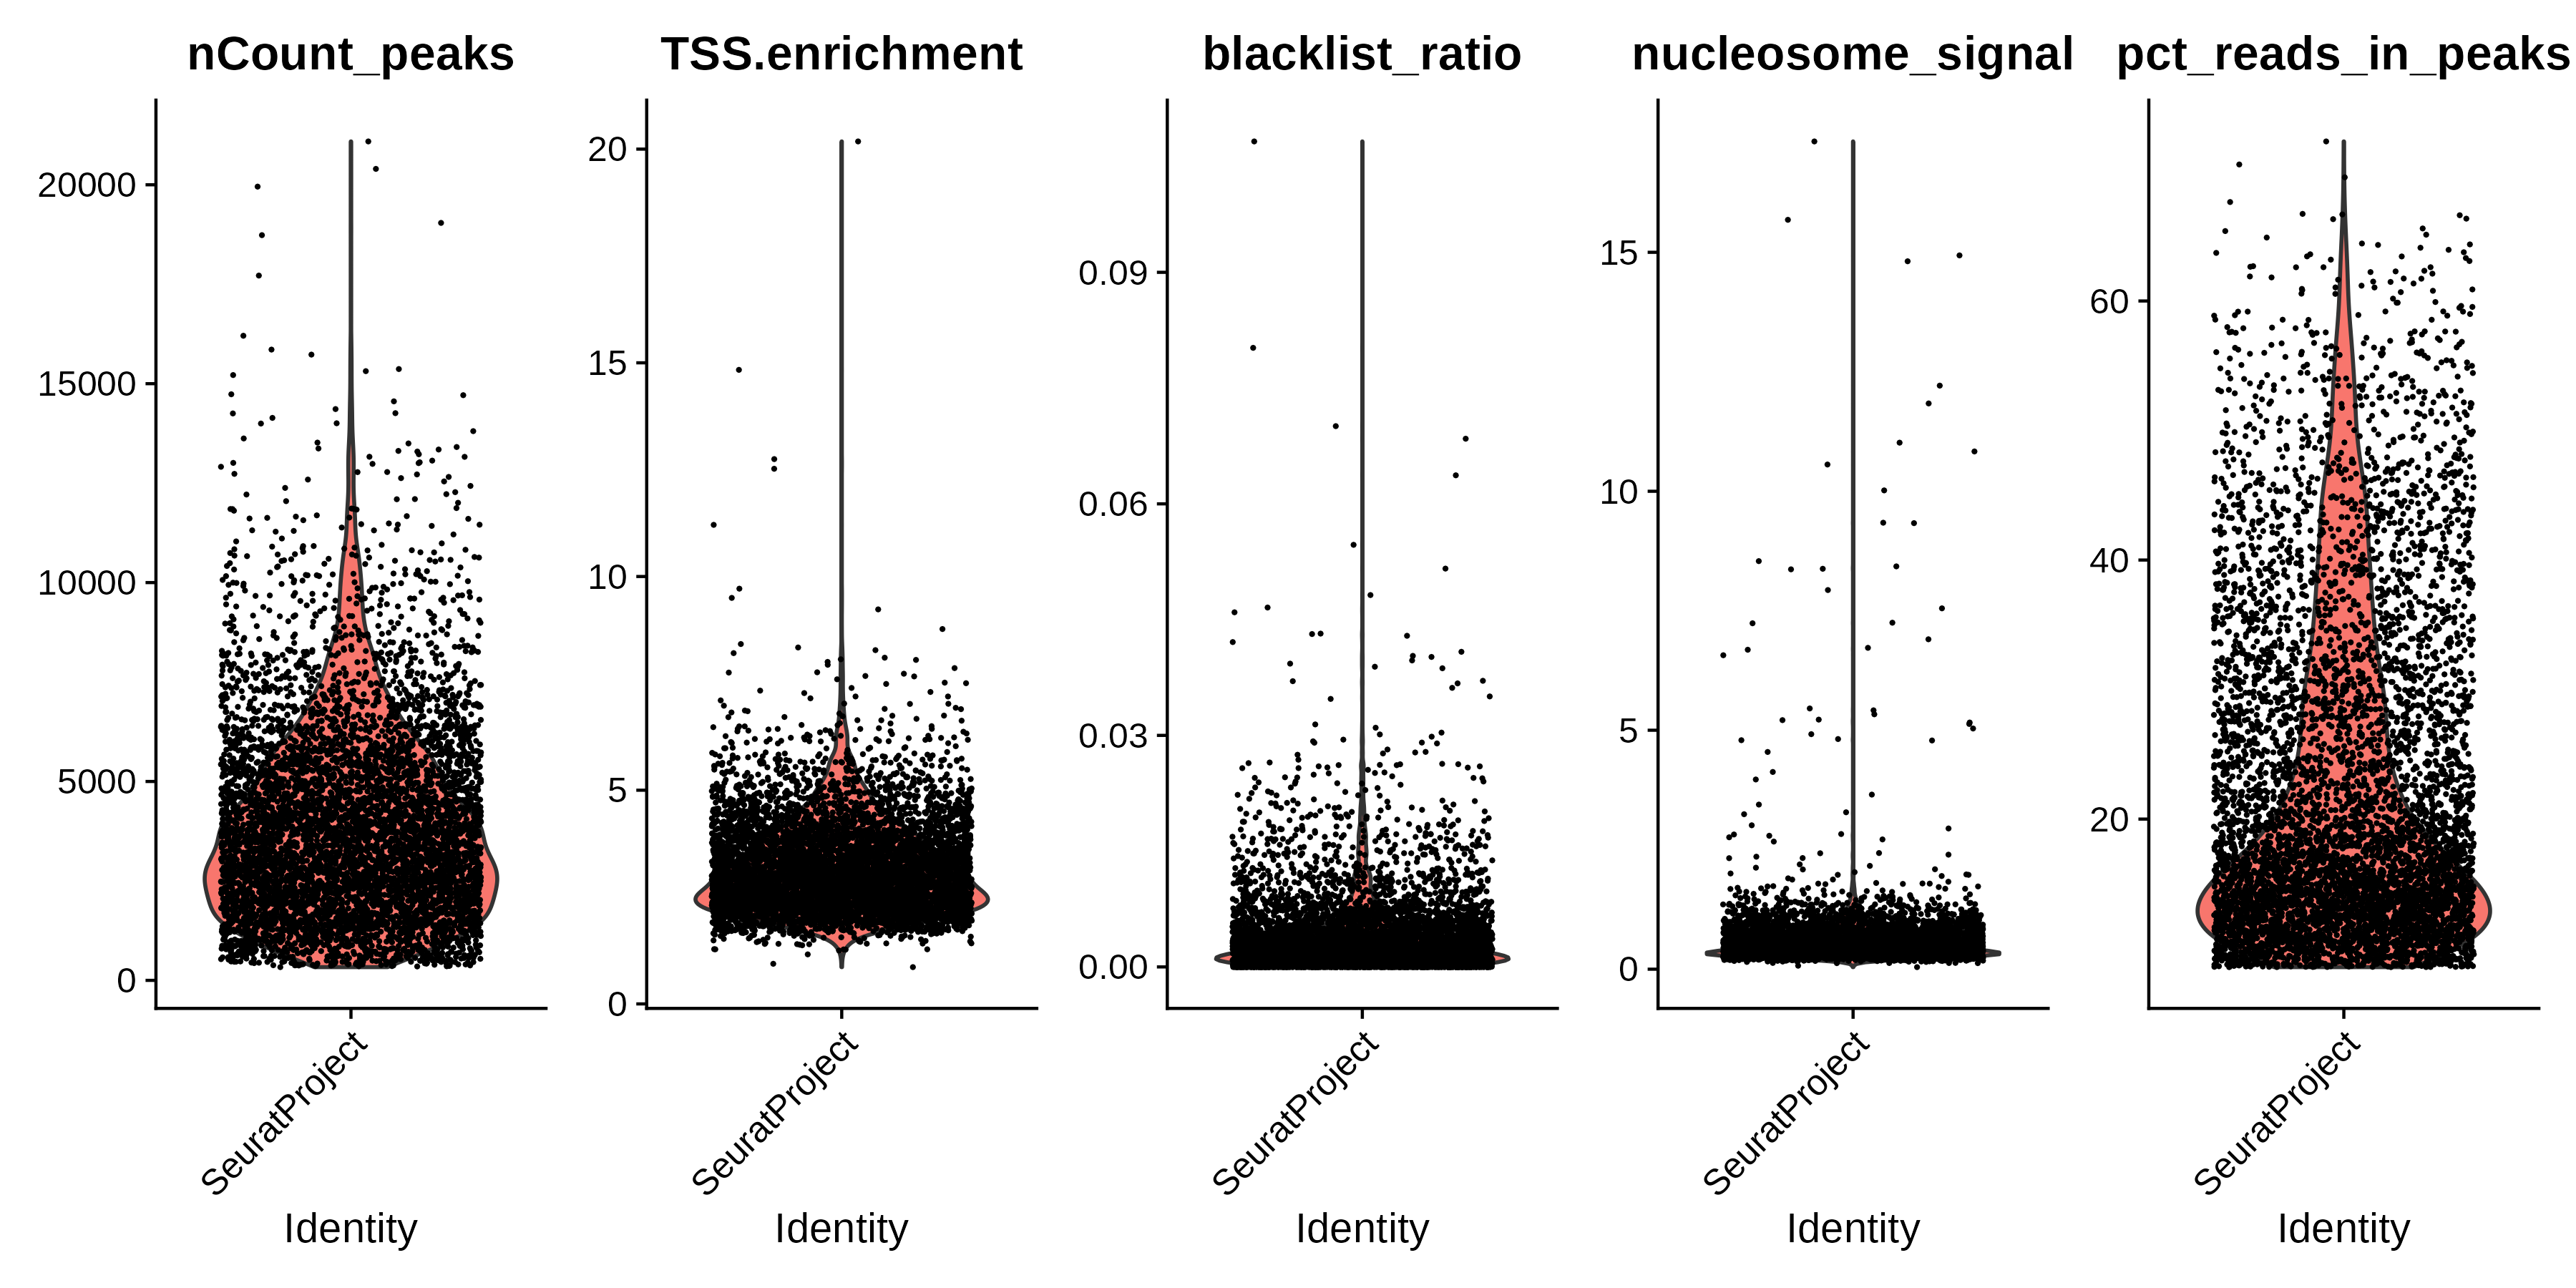 nCount_peaks
20000
15000
10000
5000
0
SeuratProject
Identity
TSS.enrichment
20
15
10
5
0
SeuratProject
Identity
blacklist_ratio
0.09
0.06
0.03
0.00
SeuratProject
Identity
nucleosome_signal
15
10
5
0
SeuratProject
Identity
pct_reads_in_peaks
60
40
20
SeuratProject
Identity